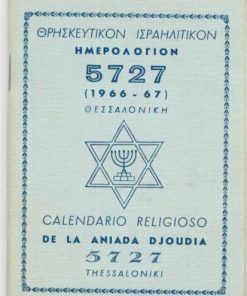 ΘΡΗΣΚΕΥΤΙΚΟΝ ΙΣΡΑΗΛΙΤΙΚΟΝ
ΗΜΕΡΟΛΟΓΙΟΝ
5727
(1966 - 67)
ΘΕΣΣΑΛΟΝΙΚΗ
CALENDARIO RELIGIOSO
DE LA ANIADA DJOUDIA
5727
THESSALONIKI